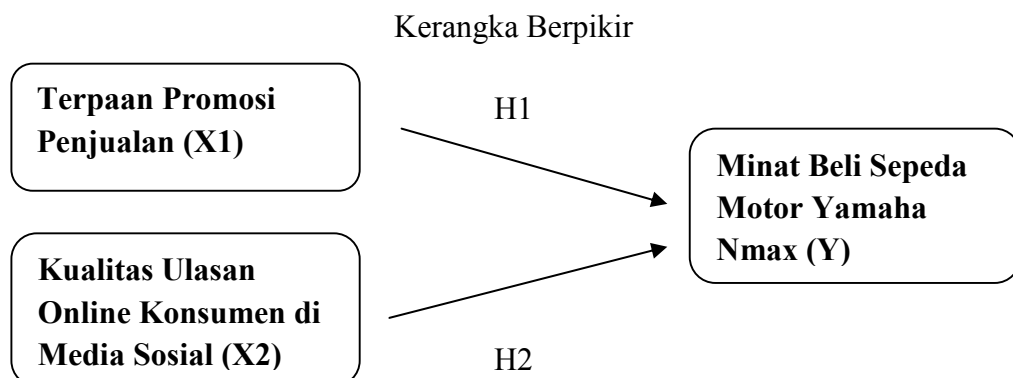 Kerangka Berpikir
Terpaan Promosi
Penjualan (X1)
H1
Minat Beli Sepeda
Motor Yamaha
Nmax (Y)
Kualitas Ulasan
Online Konsumen di
Media Sosial (X2)
H2